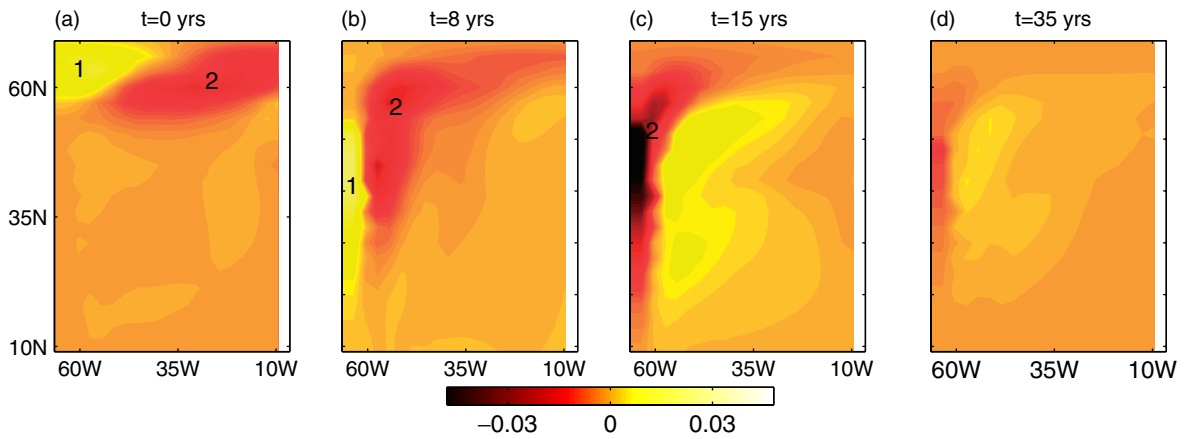 (a) t=0 yrs (b) t=8 yrs (c) t=15 yrs (d) t=35 yrs
1
2
60N
2
2
1
35N
10N
60W 35W 10W 60W 35W 10W 60W 35W 10W 60W 35W 10W
−0.03 0 0.03